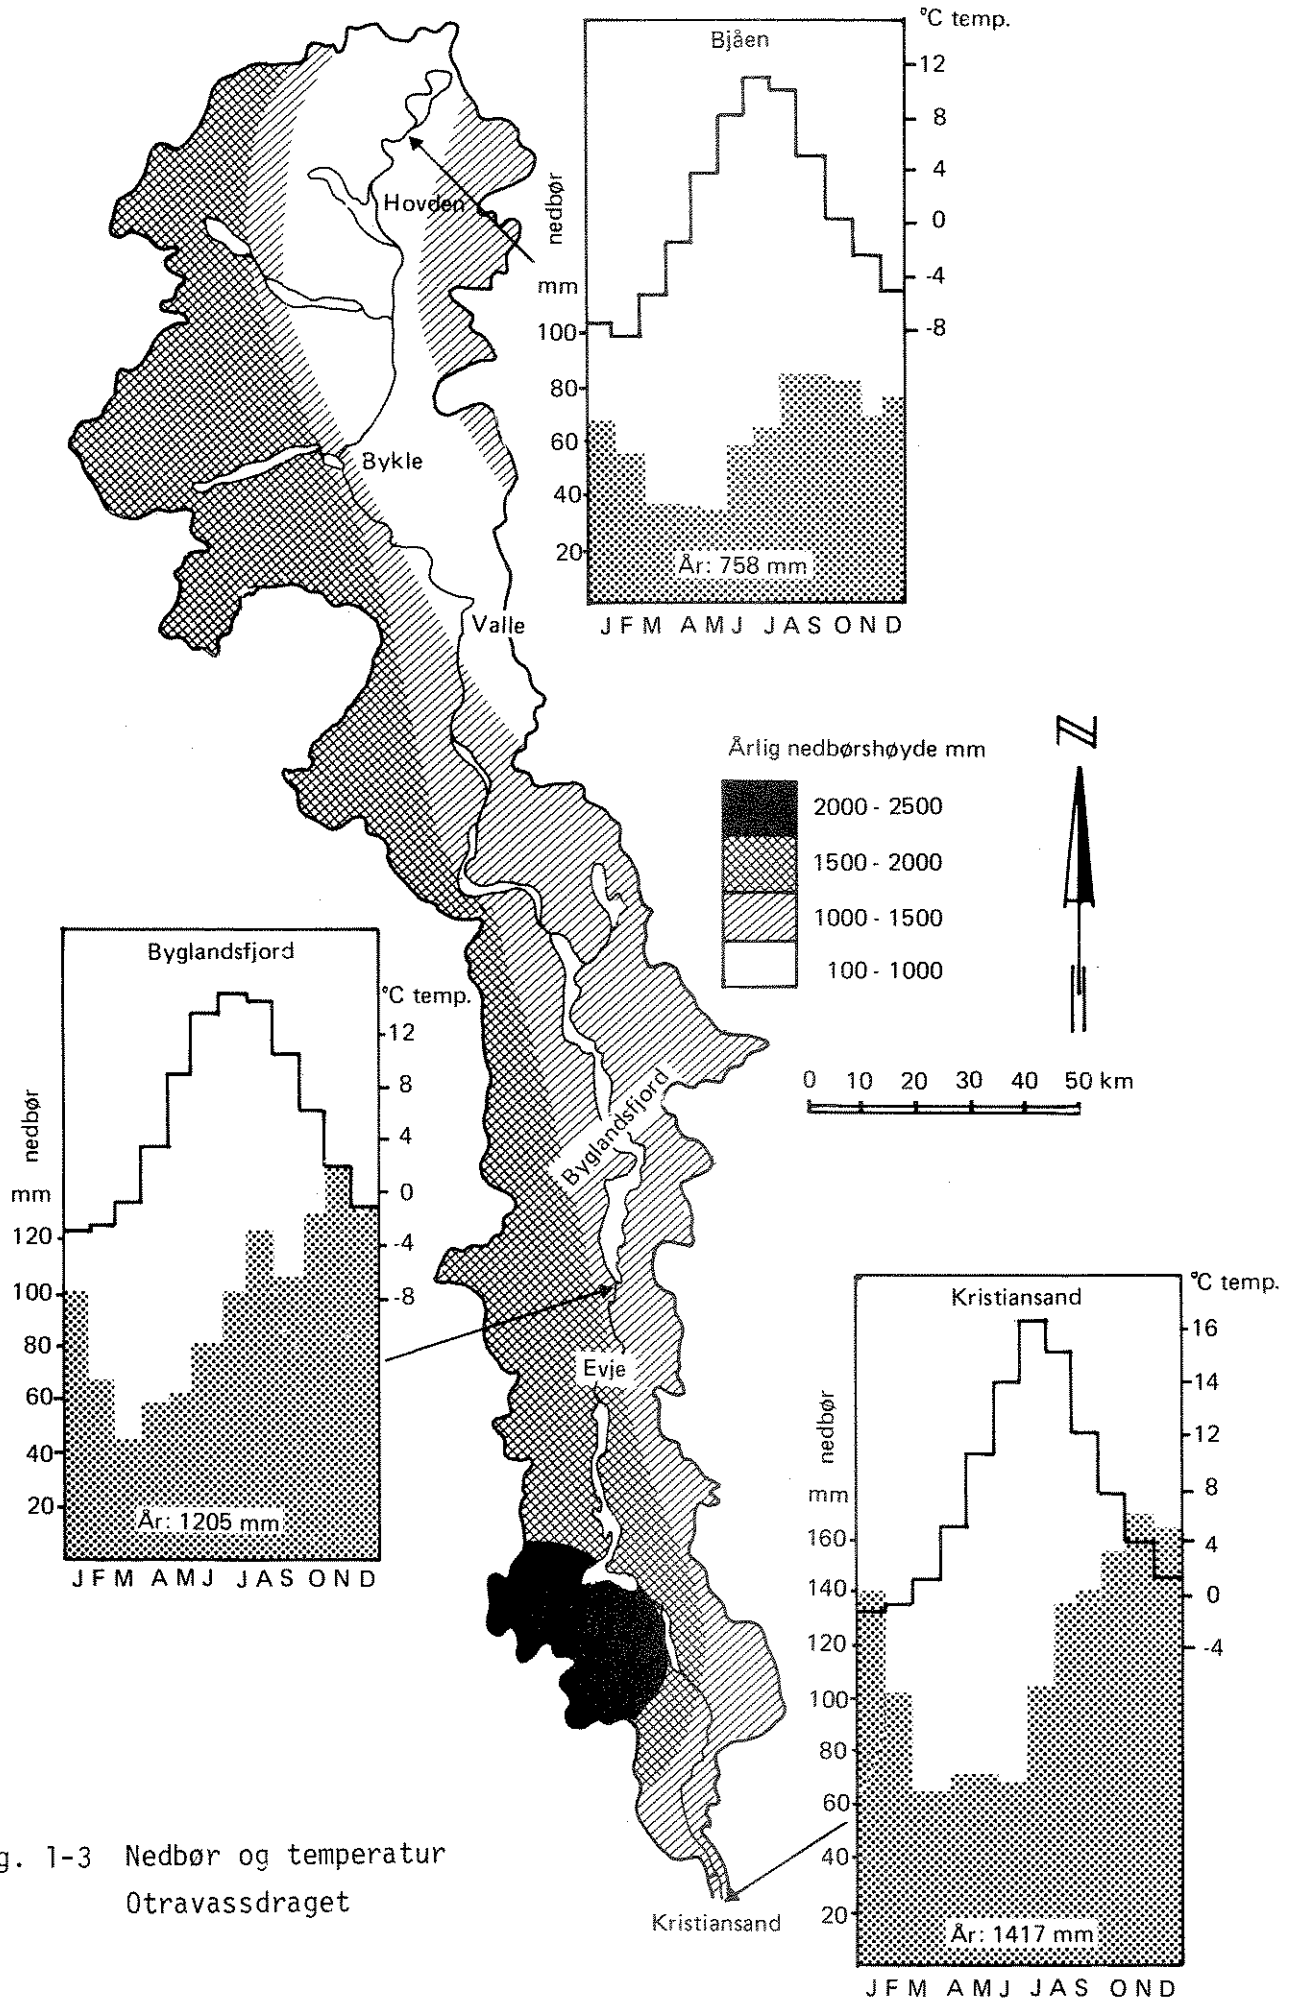 °C temp.
Bjåen
12
8
4
0
-4
-8
nedbør
mm
100
80
60
40
20
År: 758 mm
J F M A M J J A S O N D
Hovden
Bykle
Valle
Årlig nedbørshøyde mm
2000 - 2500
1500 - 2000
1000 - 1500
100 - 1000
N
0 10 20 30 40 50 km
Byglandsfjord
°C temp.
12
8
4
0
-4
-8
nedbør
mm
120
100
80
60
40
20
År: 1205 mm
J F M A M J J A S O N D
Byglandsfjord
Evje
Kristiansand
°C temp.
16
14
12
8
4
0
-4
nedbør
mm
160
140
120
100
80
60
40
20
År: 1417 mm
J F M A M J J A S O N D
Kristiansand
g. 1-3 Nedbør og temperatur
Otravassdraget